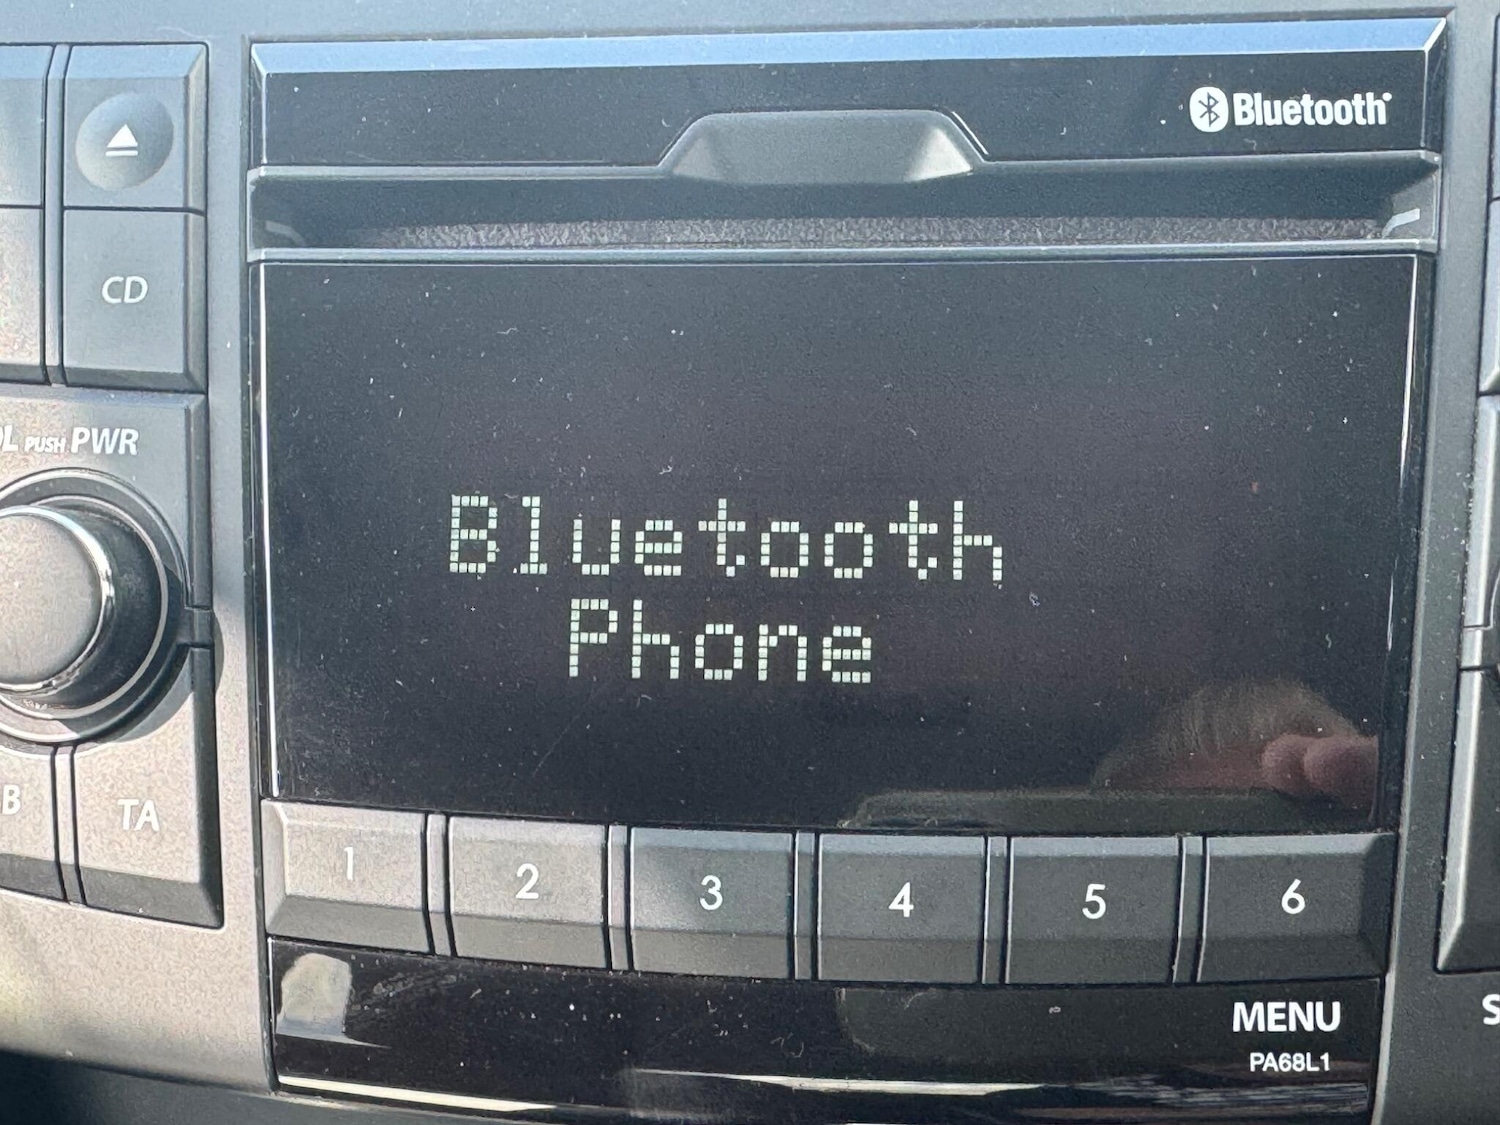 Bluetooth
CD
PUSH PWR
Bluetooth
Phone
TA
1 2 3 4 5 6
MENU
PA68L1